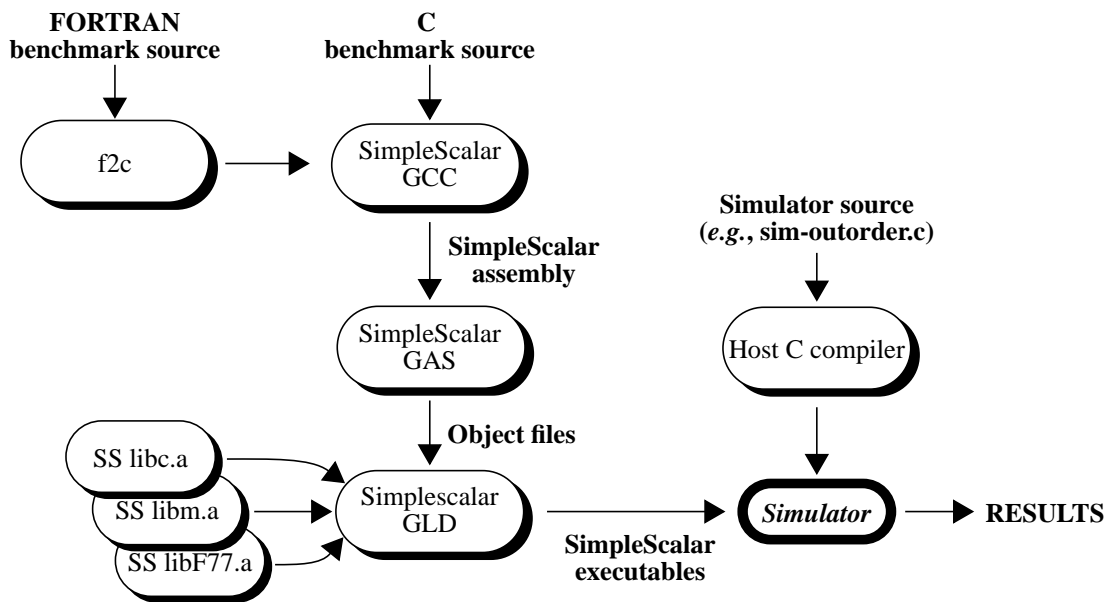 FORTRAN
benchmark source
C
benchmark source
f2c
SimpleScalar
GCC
Simulator source
(e.g., sim-outorder.c)
SimpleScalar
assembly
SimpleScalar
GAS
Host C compiler
Object files
SS libc.a
SS libm.a
SS libF77.a
Simplescalar
GLD
SimpleScalar
executables
Simulator
RESULTS